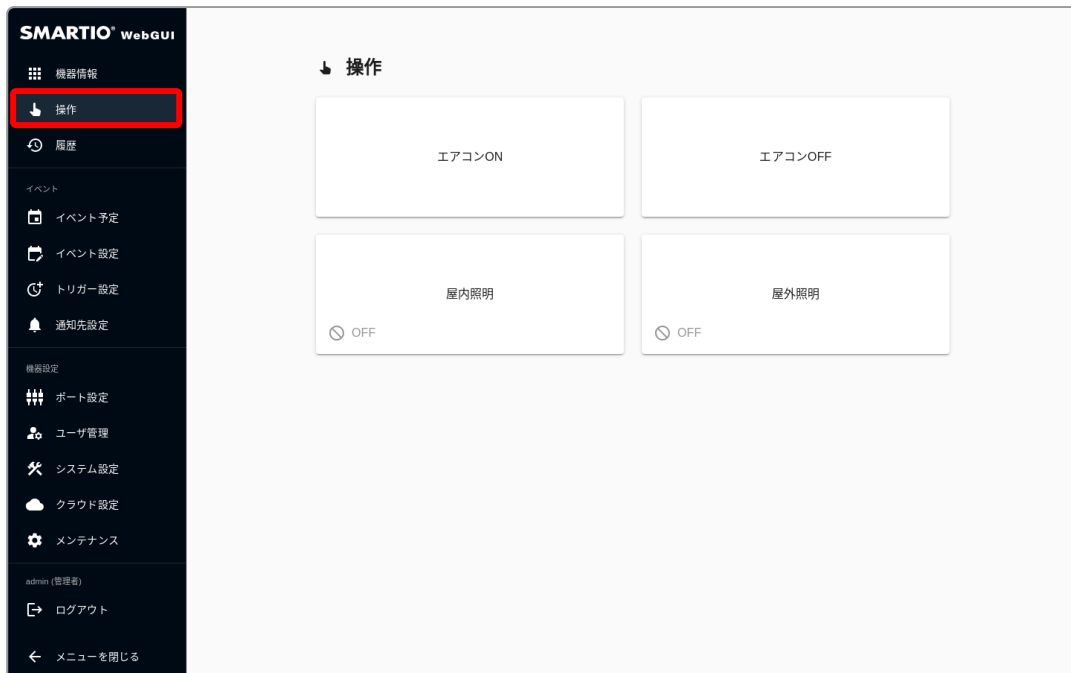 SMARTIO® WebGUI
機器情報
操作
履歴
イベント
イベント予定
イベント設定
トリガー設定
通知先設定
機器設定
ポート設定
ユーザ管理
システム設定
クラウド設定
メンテナンス
admin (管理者)
ログアウト
メニューを閉じる
操作
エアコンON
エアコンOFF
屋内照明
OFF
屋外照明
OFF